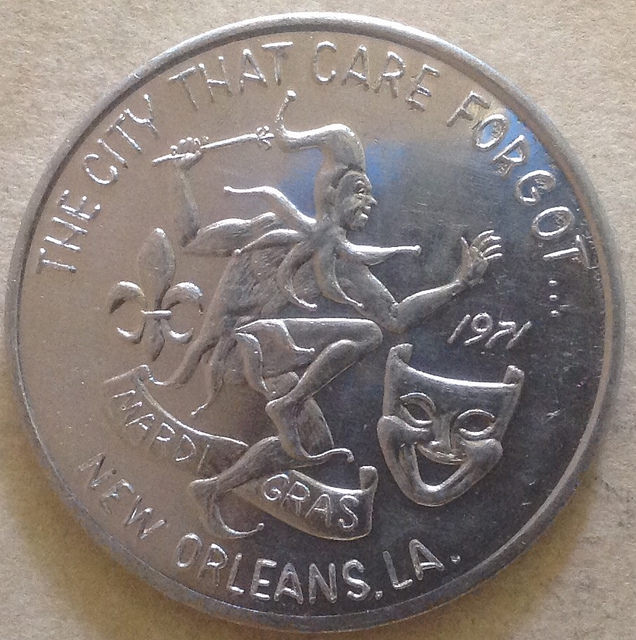 THE CITY THAT CARE FORGOT...
1971
MARDI GRAS
NEW ORLEANS, LA.